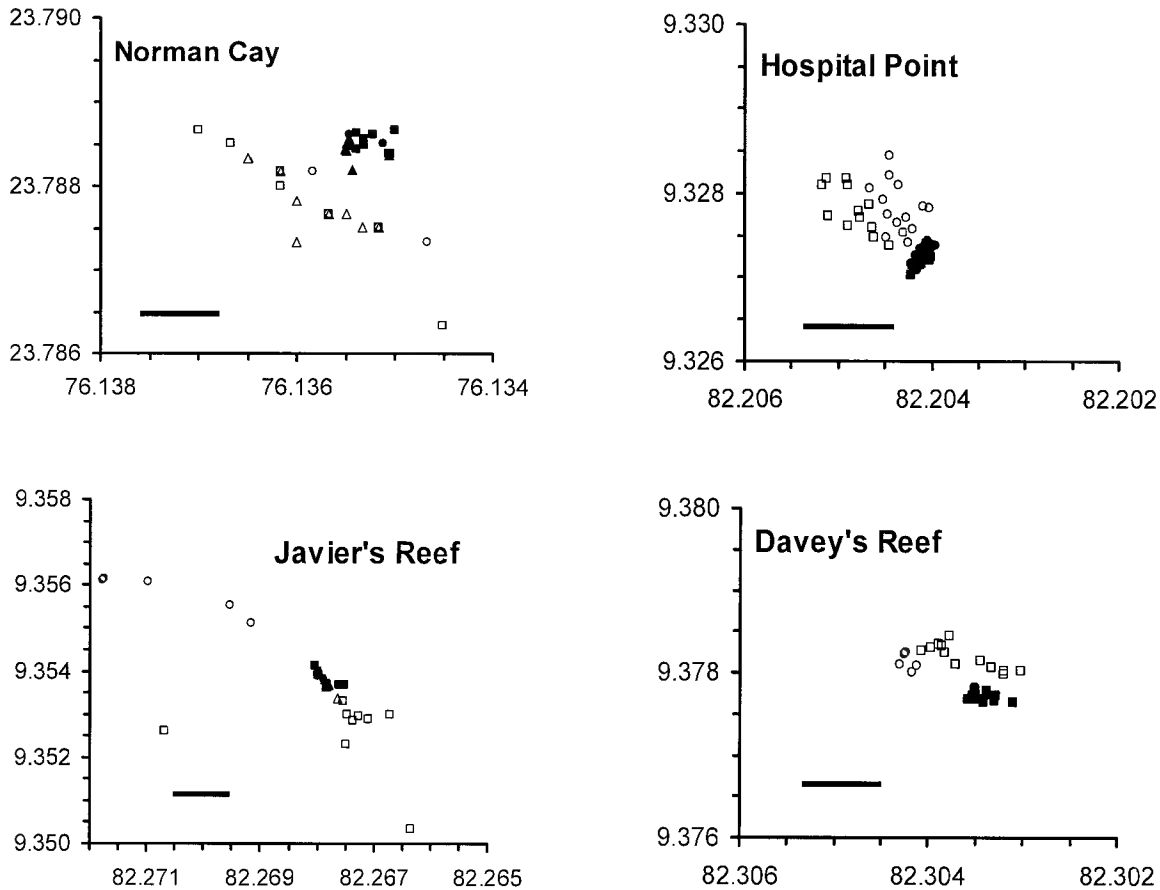 23.790
Norman Cay
23.788
23.786
76.138 76.136 76.134
9.330
Hospital Point
9.328
9.326
82.206 82.204 82.202
9.358
Javier's Reef
9.356
9.354
9.352
9.350
82.271 82.269 82.267 82.265
9.380
Davey's Reef
9.378
9.376
82.306 82.304 82.302